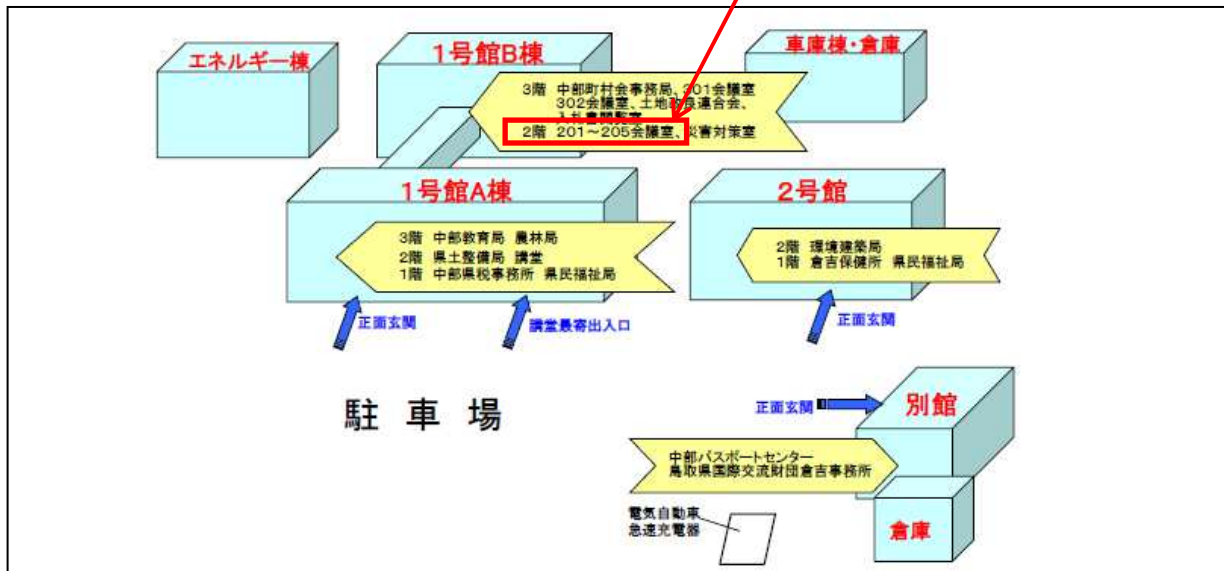 エネルギー棟
1号館B棟
車庫棟・倉庫
3階 中部町村会事務局、301会議室
302会議室、土地改良連合会、
入札書閲覧室
2階 201～205会議室、災害対策室
1号館A棟
3階 中部教育局 農林局
2階 県土整備局 講堂
1階 中部県税事務所 県民福祉局
2号館
2階 環境建築局
1階 倉吉保健所 県民福祉局
正面玄関
講堂最寄出入口
正面玄関
駐車場
正面玄関
別館
中部パスポートセンター
鳥取県国際交流財団倉吉事務所
電気自動車
急速充電器
倉庫